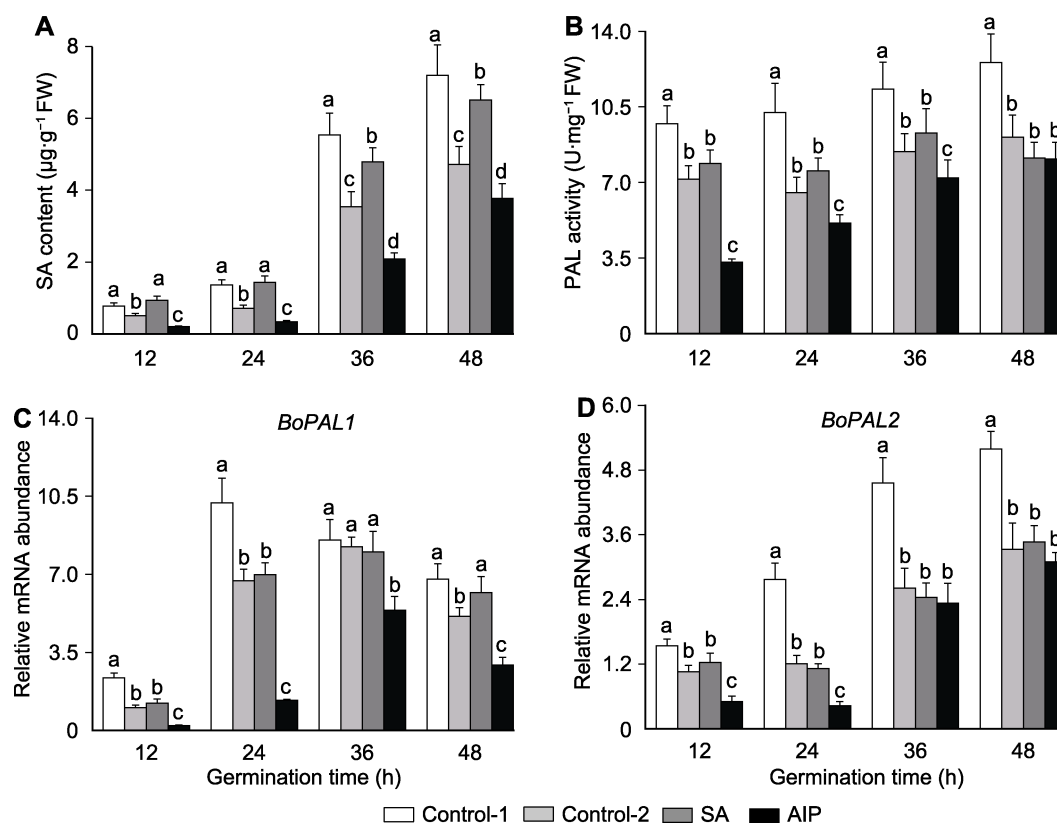 A
SA content (µg·g⁻¹ FW)
8
6
4
2
0
a b a c
a b a c
a c b d
a c b d
12 24 36 48
B
PAL activity (U·mg⁻¹ FW)
14.0
10.5
7.0
3.5
0
a b b c
a b b c
a b b c
a b b b
12 24 36 48
C
BoPAL1
Relative mRNA abundance
14.0
10.5
7.0
3.5
0
a b b c
a b b c
a a a b
a b a c
12 24 36 48
Germination time (h)
D
BoPAL2
Relative mRNA abundance
6.0
4.8
3.6
2.4
1.2
0
a b b c
a b b c
a b b b
a b b b
12 24 36 48
Germination time (h)
Control-1 Control-2 SA AIP